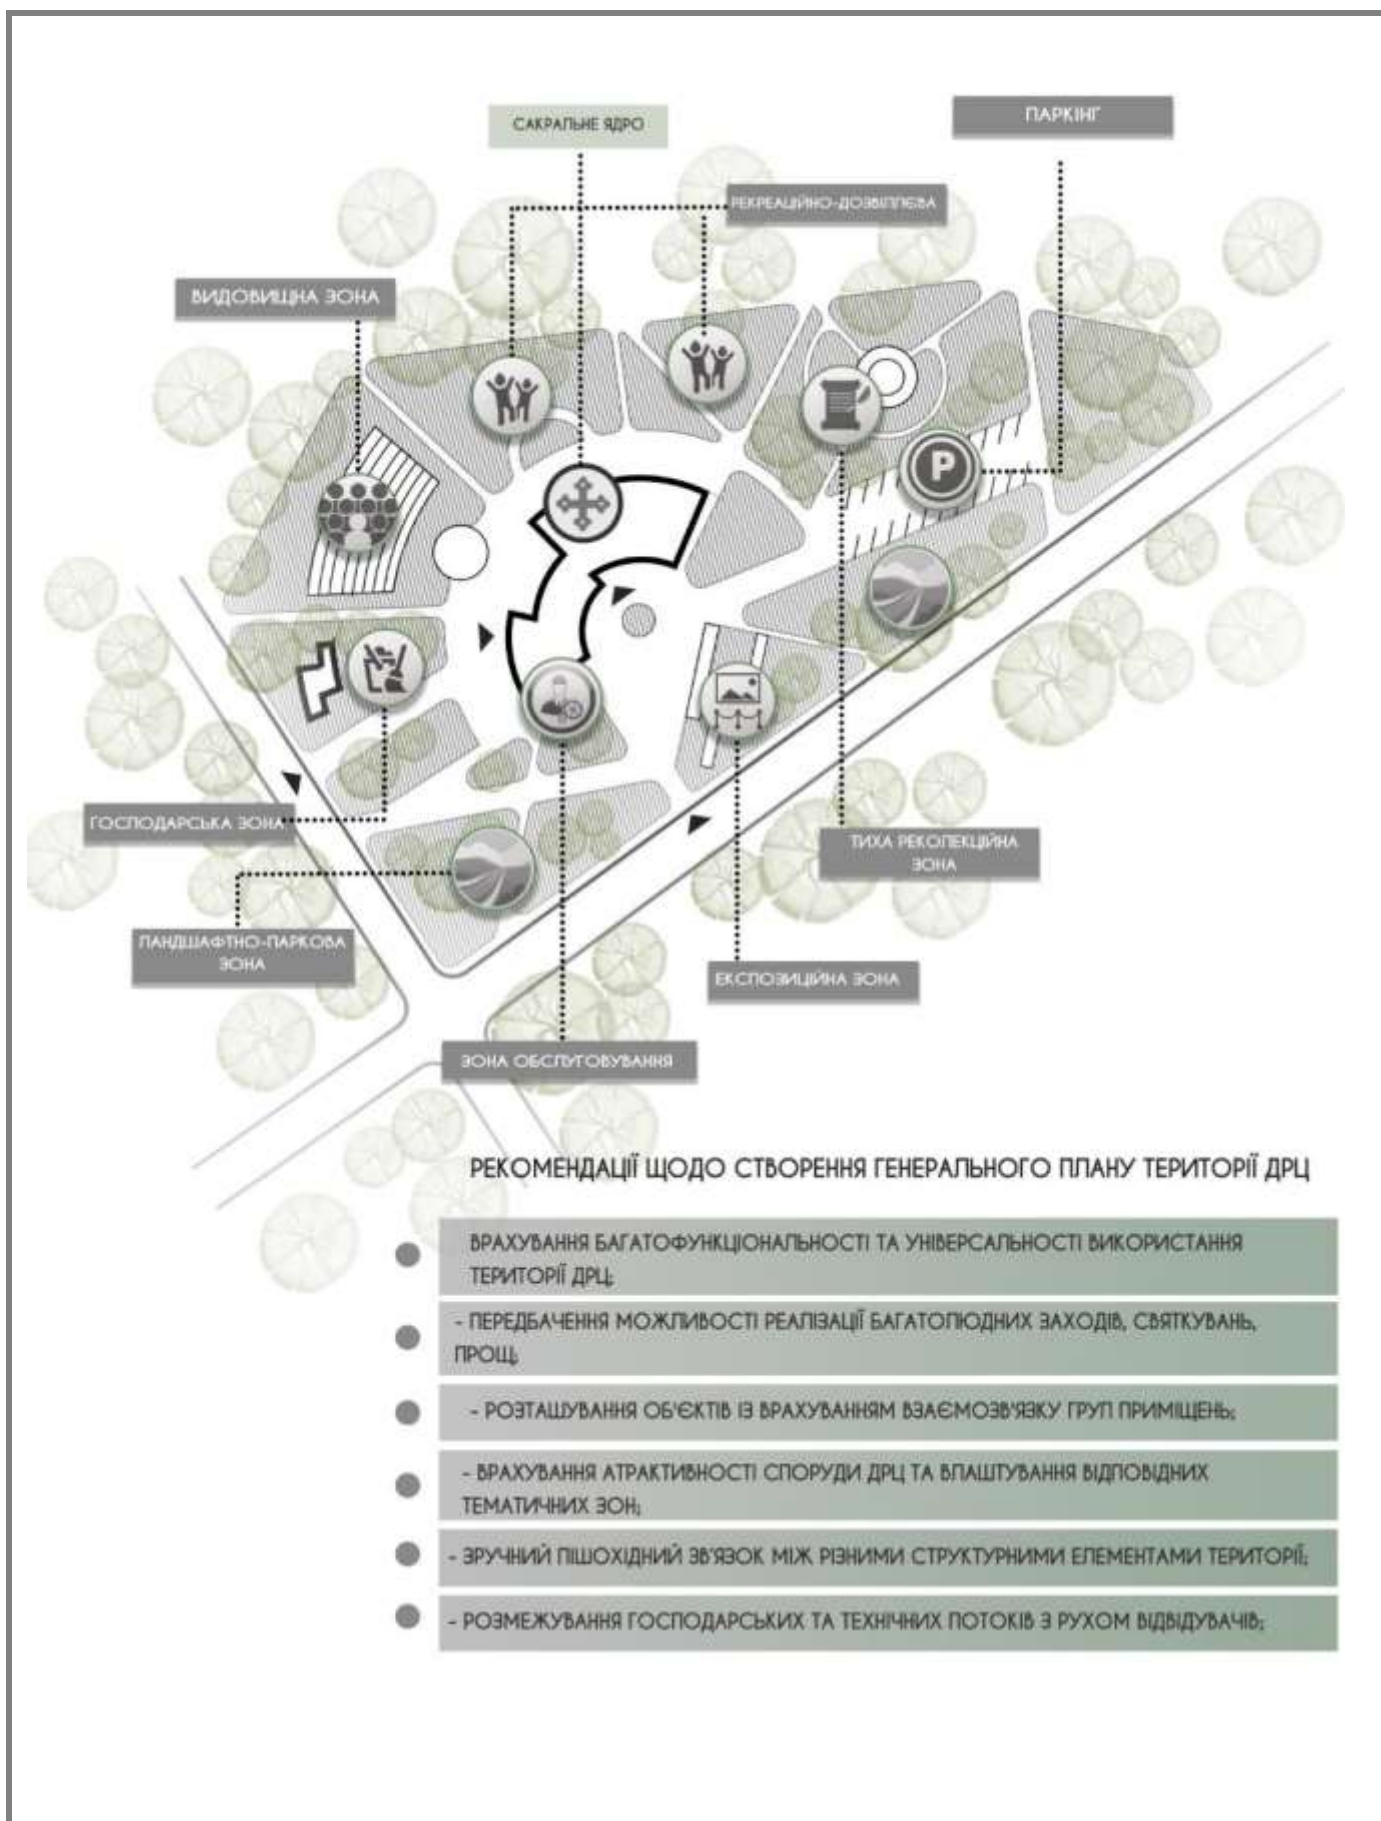 САКРАЛЬНЕ ЯДРО
ПАРКІНГ
РЕКРЕАЦІЙНО-ДОЗВІЛЛЄВА
ВИДОВИЩНА ЗОНА
P
ГОСПОДАРСЬКА ЗОНА
ТИХА РЕКОЛЕКЦІЙНА
ЗОНА
ЛАНДШАФТНО-ПАРКОВА
ЗОНА
ЕКСПОЗИЦІЙНА ЗОНА
ЗОНА ОБСЛУГОВУВАННЯ
РЕКОМЕНДАЦІЇ ЩОДО СТВОРЕННЯ ГЕНЕРАЛЬНОГО ПЛАНУ ТЕРИТОРІЇ ДРЦ
ВРАХУВАННЯ БАГАТОФУНКЦІОНАЛЬНОСТІ ТА УНІВЕРСАЛЬНОСТІ ВИКОРИСТАННЯ
ТЕРИТОРІЇ ДРЦ;
- ПЕРЕДБАЧЕННЯ МОЖЛИВОСТІ РЕАЛІЗАЦІЇ БАГАТОЛЮДНИХ ЗАХОДІВ, СВЯТКУВАНЬ,
ПРОЩ;
- РОЗТАШУВАННЯ ОБ'ЄКТІВ ІЗ ВРАХУВАННЯМ ВЗАЄМОЗВ'ЯЗКУ ГРУП ПРИМІЩЕНЬ;
- ВРАХУВАННЯ АТРАКТИВНОСТІ СПОРУДИ ДРЦ ТА ВЛАШТУВАННЯ ВІДПОВІДНИХ
ТЕМАТИЧНИХ ЗОН;
- ЗРУЧНИЙ ПІШОХІДНИЙ ЗВ'ЯЗОК МІЖ РІЗНИМИ СТРУКТУРНИМИ ЕЛЕМЕНТАМИ ТЕРИТОРІЇ;
- РОЗМЕЖУВАННЯ ГОСПОДАРСЬКИХ ТА ТЕХНІЧНИХ ПОТОКІВ З РУХОМ ВІДВІДУВАЧІВ;